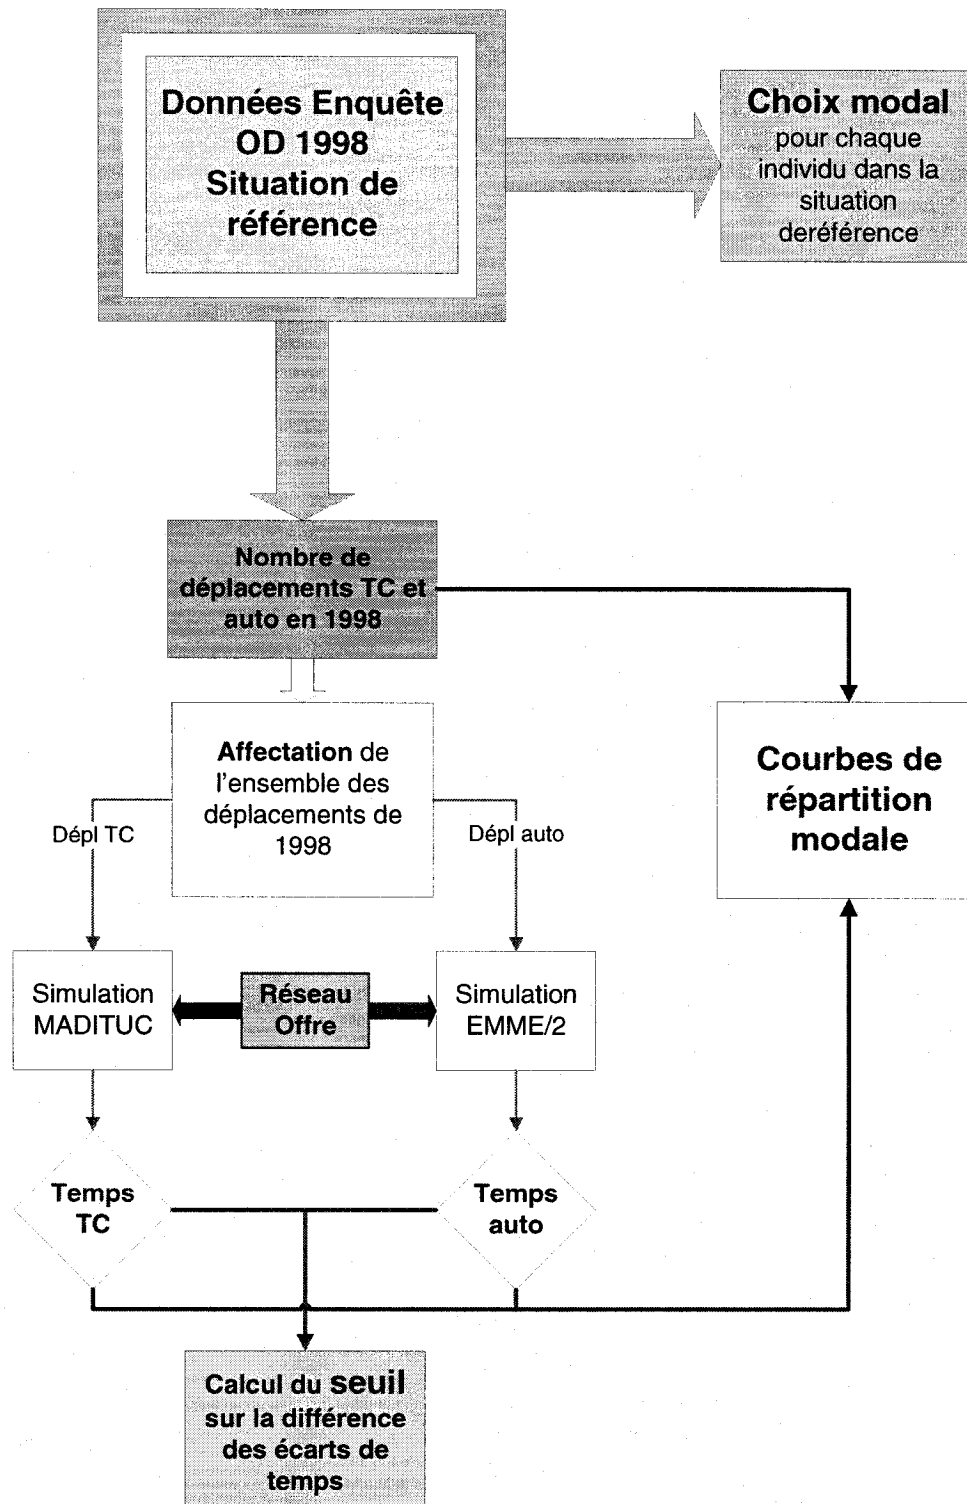 Données Enquête
OD 1998
Situation de
référence
Choix modal
pour chaque
individu dans la
situation
deréférence
Nombre de
déplacements TC et
auto en 1998
Affectation de
l'ensemble des
déplacements de
1998
Dépl TC
Dépl auto
Courbes de
répartition
modale
Simulation
MADITUC
Réseau
Offre
Simulation
EMME/2
Temps
TC
Temps
auto
Calcul du seuil
sur la différence
des écarts de
temps